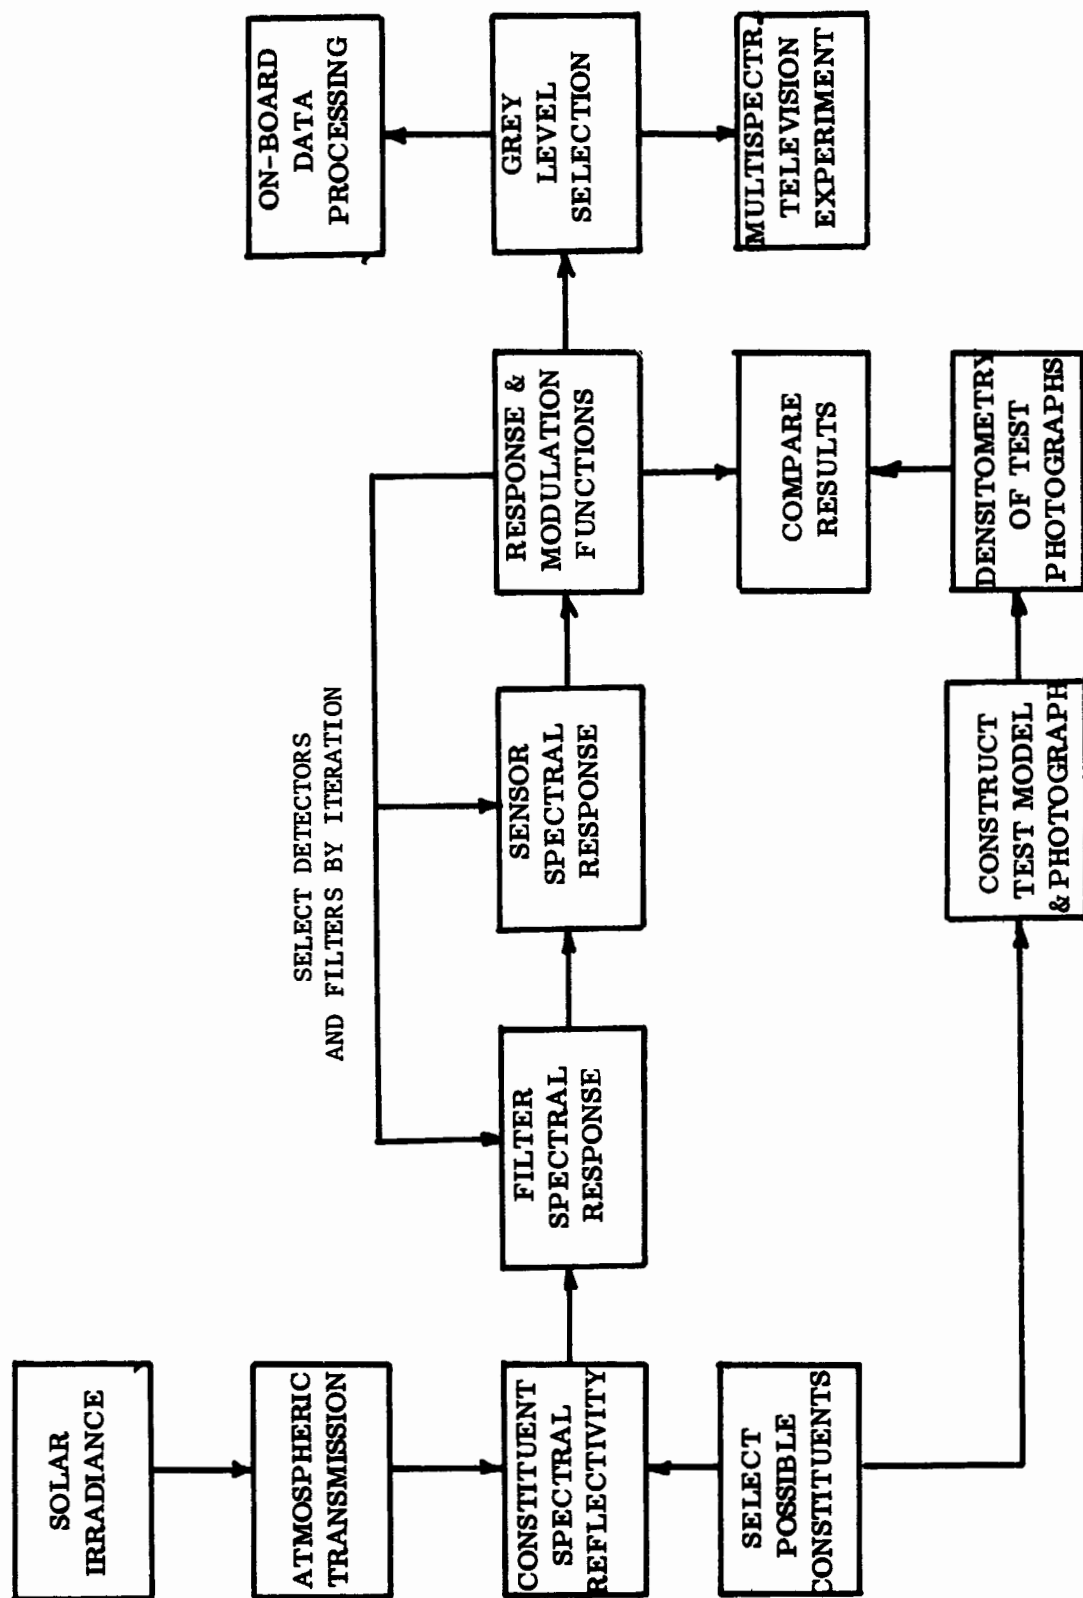 SOLAR
IRRADIANCE
ATMOSPHERIC
TRANSMISSION
CONSTITUENT
SPECTRAL
REFLECTIVITY
SELECT
POSSIBLE
CONSTITUENTS
SELECT DETECTORS
AND FILTERS BY ITERATION
FILTER
SPECTRAL
RESPONSE
SENSOR
SPECTRAL
RESPONSE
RESPONSE &
MODULATION
FUNCTIONS
COMPARE
RESULTS
CONSTRUCT
TEST MODEL
& PHOTOGRAPH
DENSITOMETRY
OF TEST
PHOTOGRAPHS
ON-BOARD
DATA
PROCESSING
GREY
LEVEL
SELECTION
MULTISPECTR.
TELEVISION
EXPERIMENT